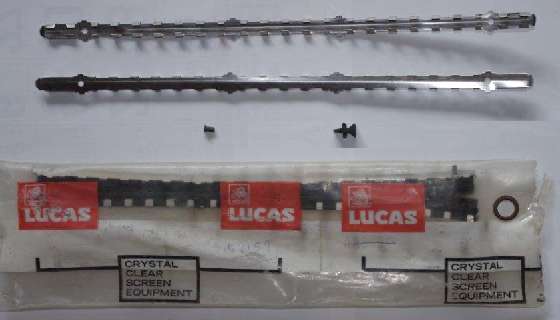 LUCAS
LUCAS
LUCAS
CRYSTAL
CLEAR
SCREEN
EQUIPMENT
CRYSTAL
CLEAR
SCREEN
EQUIPMENT